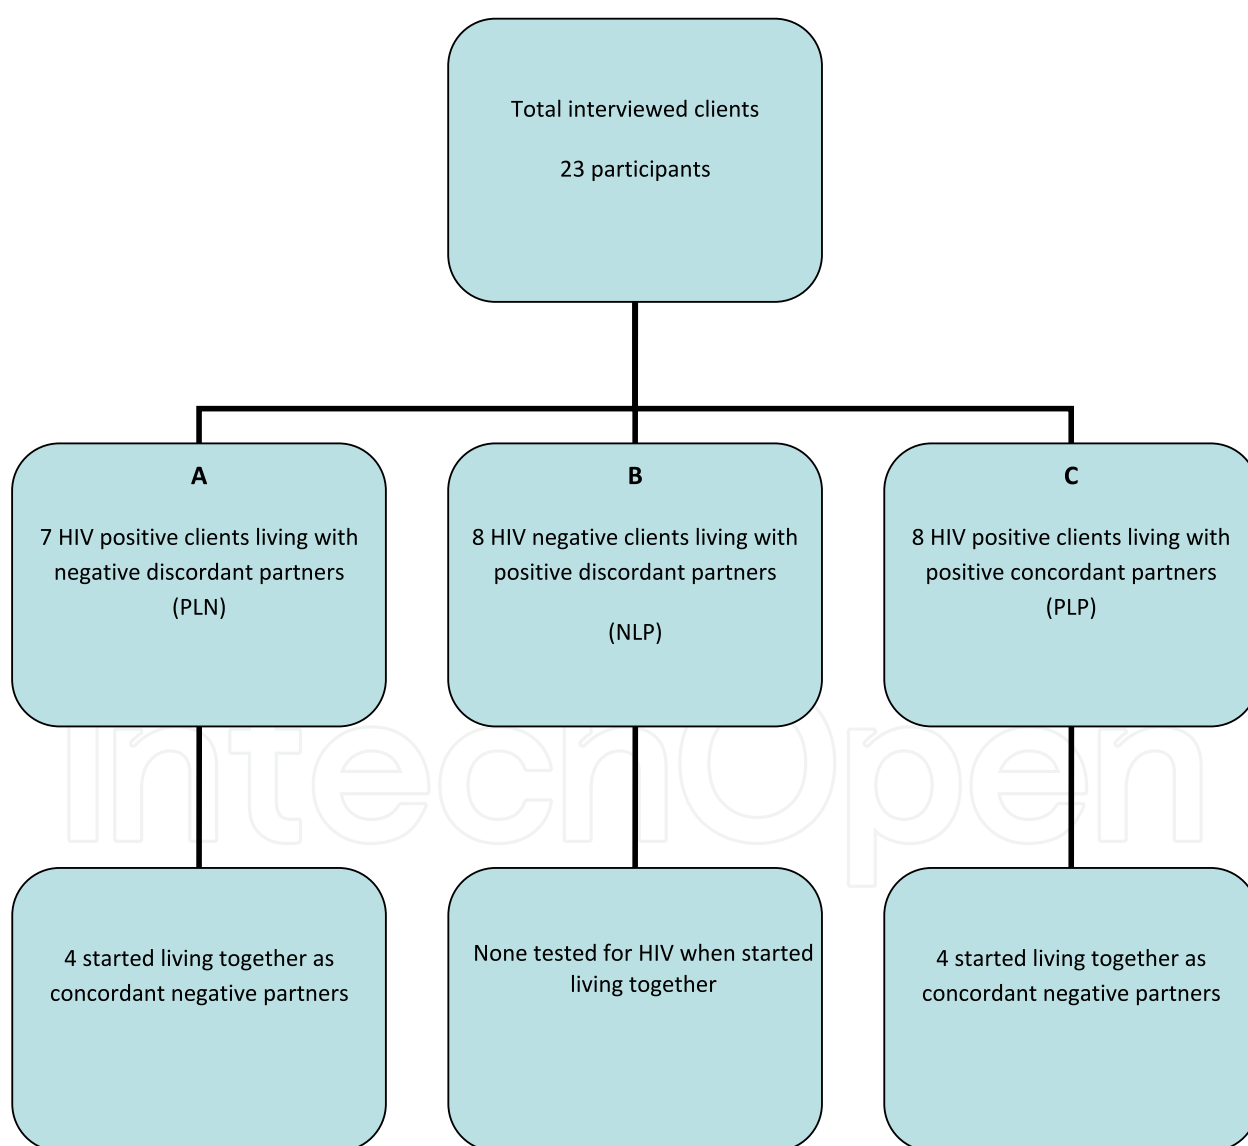 Total interviewed clients
23 participants
A
7 HIV positive clients living with
negative discordant partners
(PLN)
B
8 HIV negative clients living with
positive discordant partners
(NLP)
C
8 HIV positive clients living with
positive concordant partners
(PLP)
IntechOpen
4 started living together as
concordant negative partners
None tested for HIV when started
living together
4 started living together as
concordant negative partners